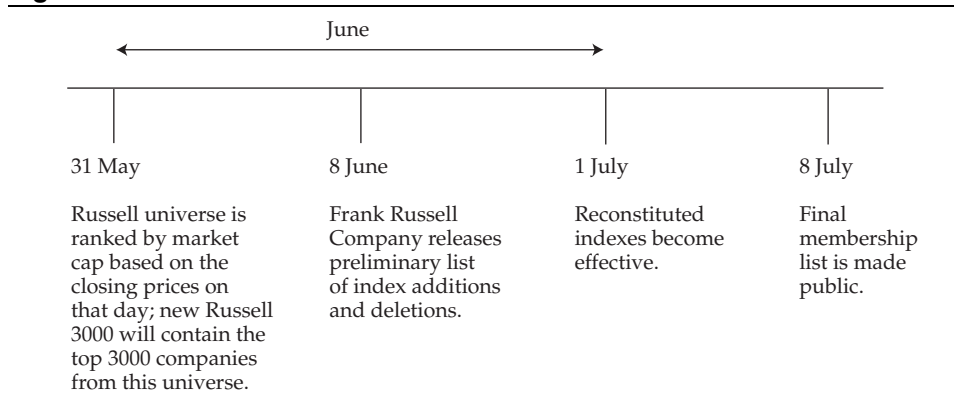 June
31 May
Russell universe is
ranked by market
cap based on the
closing prices on
that day; new Russell
3000 will contain the
top 3000 companies
from this universe.
8 June
Frank Russell
Company releases
preliminary list
of index additions
and deletions.
1 July
Reconstituted
indexes become
effective.
8 July
Final
membership
list is made
public.